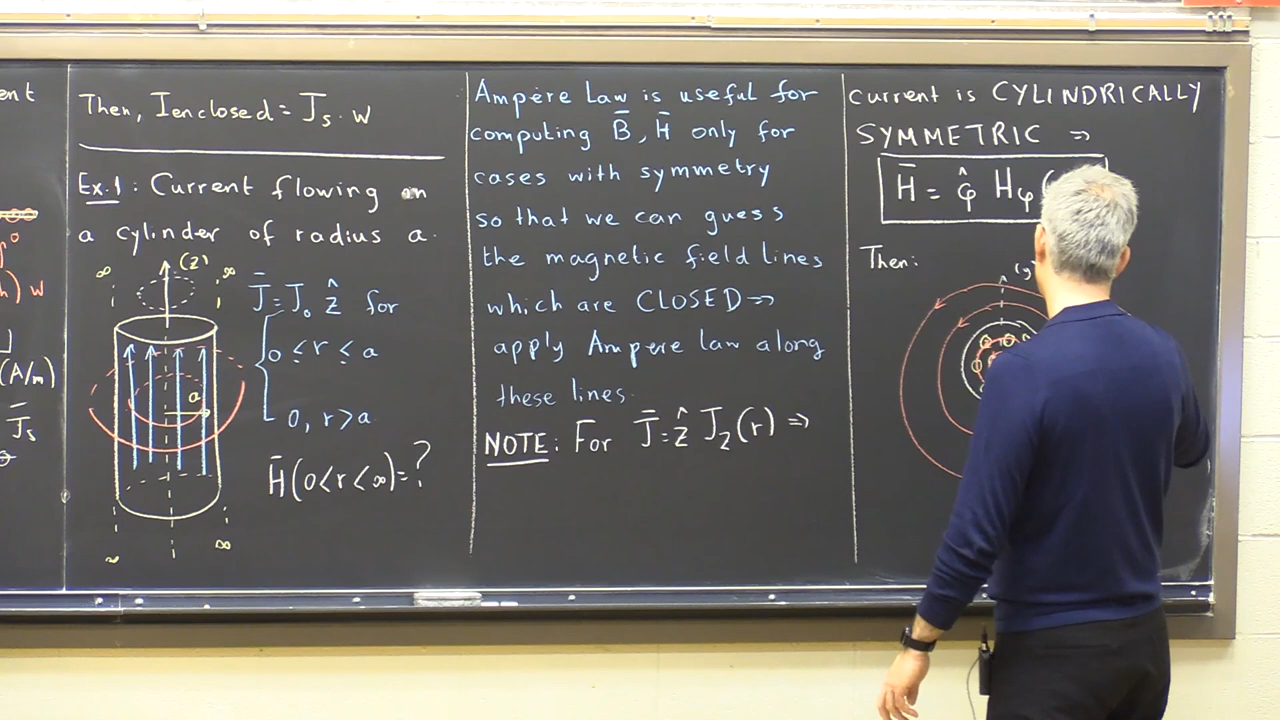 ent
) w
(A/m)
J̄s
Then, Ienclosed = Js · w
Ex.1: Current flowing in
a cylinder of radius a.
∞ (z) ∞
J̄ = J₀ ẑ for
0 ≤ r ≤ a
a
0, r > a
H̄(0<r<∞)=?
∞ ∞
Ampère Law is useful for
computing B̄, H̄ only for
cases with symmetry
so that we can guess
the magnetic field lines
which are CLOSED ⇒
apply Ampere law along
these lines.
NOTE: For J̄ = ẑ Jz(r) ⇒
Current is CYLINDRICALLY
SYMMETRIC ⇒
H̄ = φ̂ Hφ(
Then:
(y